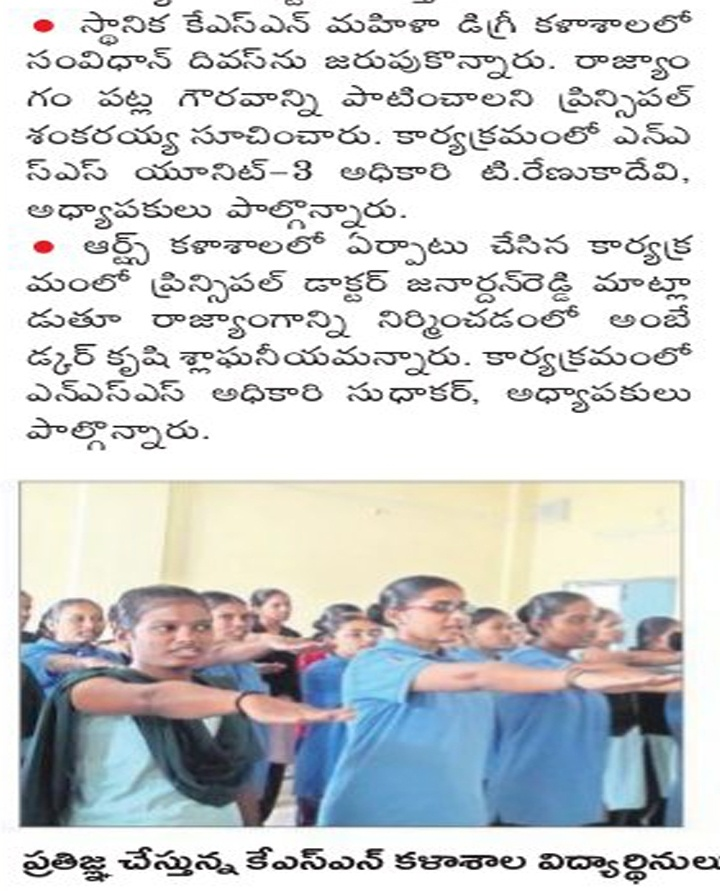 ● స్థానిక కేఎస్ఎన్ మహిళా డిగ్రీ కళాశాలలో
సంవిధాన్ దివస్‌ను జరుపుకొన్నారు. రాజ్యాం
గం పట్ల గౌరవాన్ని పాటించాలని ప్రిన్సిపల్
శంకరయ్య సూచించారు. కార్యక్రమంలో ఎన్ఎ
స్ఎస్ యూనిట్-3 అధికారి టి.రేణుకాదేవి,
అధ్యాపకులు పాల్గొన్నారు.
● ఆర్ట్స్ కళాశాలలో ఏర్పాటు చేసిన కార్యక్ర
మంలో ప్రిన్సిపల్ డాక్టర్ జనార్దన్‌రెడ్డి మాట్లా
డుతూ రాజ్యాంగాన్ని నిర్మించడంలో అంబే
డ్కర్ కృషి శ్లాఘనీయమన్నారు. కార్యక్రమంలో
ఎన్ఎస్ఎస్ అధికారి సుధాకర్, అధ్యాపకులు
పాల్గొన్నారు.
ప్రతిజ్ఞ చేస్తున్న కేఎస్ఎన్ కళాశాల విద్యార్థినులు